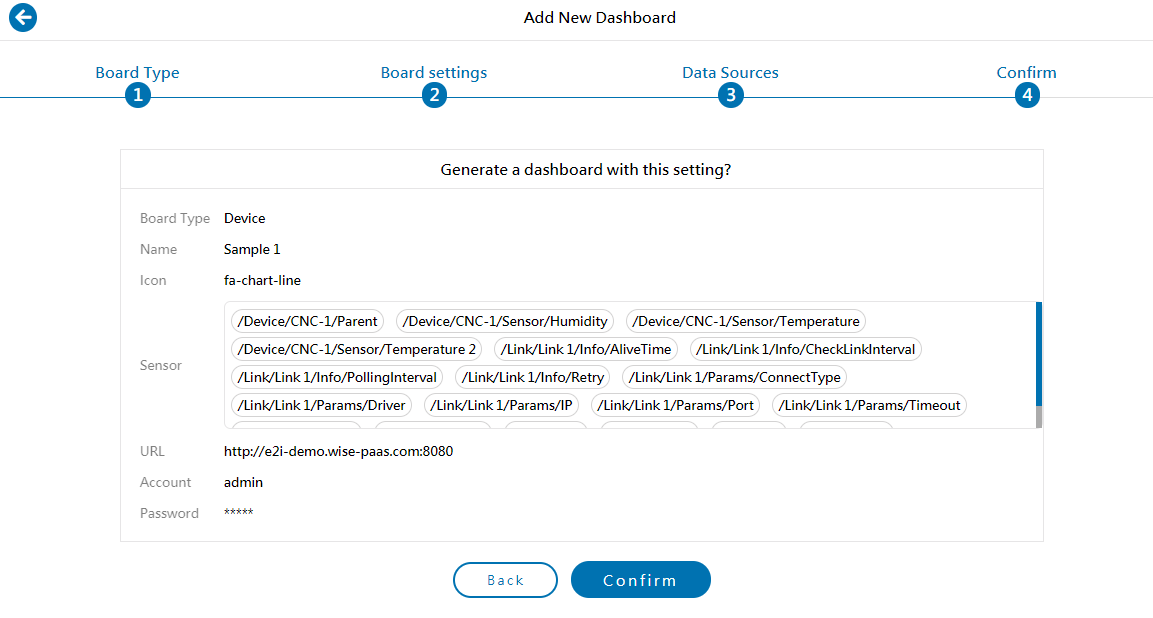 Add New Dashboard
Board Type Board settings Data Sources Confirm
1 2 3 4
Generate a dashboard with this setting?
Board Type Device
Name Sample 1
Icon fa-chart-line
Sensor
/Device/CNC-1/Parent /Device/CNC-1/Sensor/Humidity /Device/CNC-1/Sensor/Temperature
/Device/CNC-1/Sensor/Temperature 2 /Link/Link 1/Info/AliveTime /Link/Link 1/Info/CheckLinkInterval
/Link/Link 1/Info/PollingInterval /Link/Link 1/Info/Retry /Link/Link 1/Params/ConnectType
/Link/Link 1/Params/Driver /Link/Link 1/Params/IP /Link/Link 1/Params/Port /Link/Link 1/Params/Timeout
URL http://e2i-demo.wise-paas.com:8080
Account admin
Password *****
Back Confirm